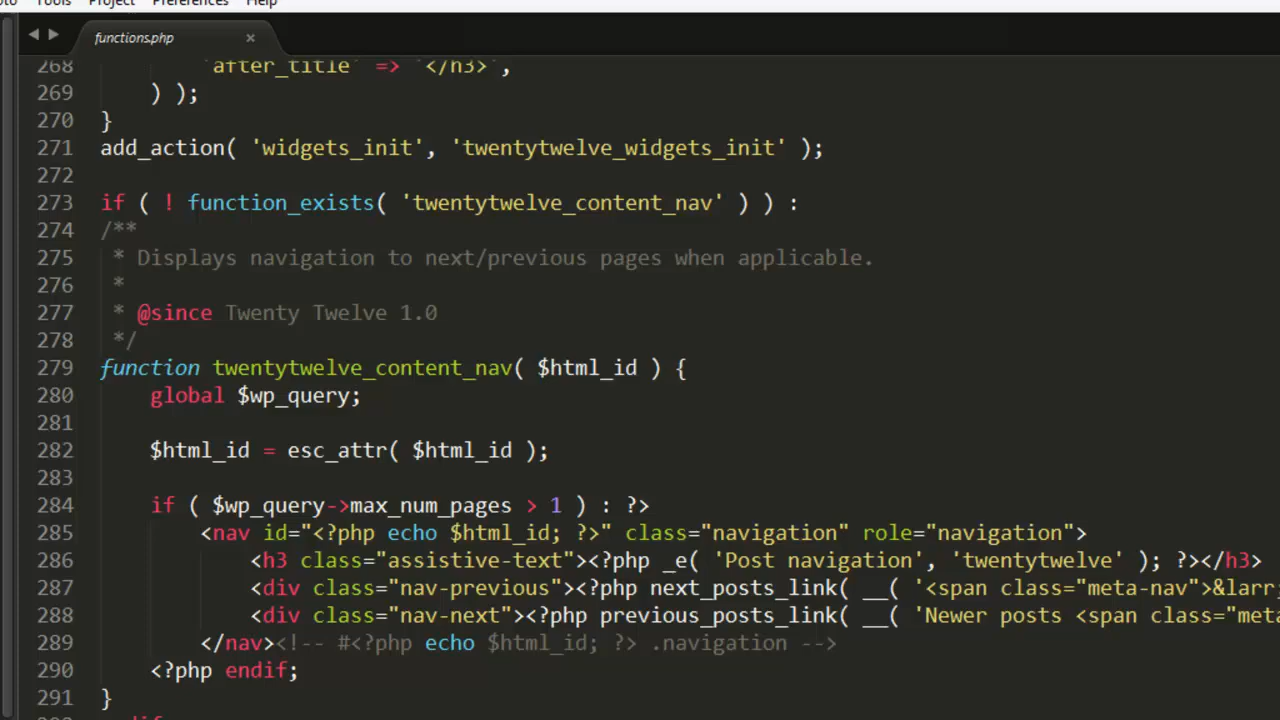 Tools Project Preferences Help
functions.php ×
268 'after_title' => '</h3>',
269 ) );
270 }
271 add_action( 'widgets_init', 'twentytwelve_widgets_init' );
272
273 if ( ! function_exists( 'twentytwelve_content_nav' ) ) :
274 /**
275 * Displays navigation to next/previous pages when applicable.
276 *
277 * @since Twenty Twelve 1.0
278 */
279 function twentytwelve_content_nav( $html_id ) {
280 global $wp_query;
281
282 $html_id = esc_attr( $html_id );
283
284 if ( $wp_query->max_num_pages > 1 ) : ?>
285 <nav id="<?php echo $html_id; ?>" class="navigation" role="navigation">
286 <h3 class="assistive-text"><?php _e( 'Post navigation', 'twentytwelve' ); ?></h3>
287 <div class="nav-previous"><?php next_posts_link( __( '<span class="meta-nav">&larr;
288 <div class="nav-next"><?php previous_posts_link( __( 'Newer posts <span class="meta
289 </nav><!-- #<?php echo $html_id; ?> .navigation -->
290 <?php endif;
291 }